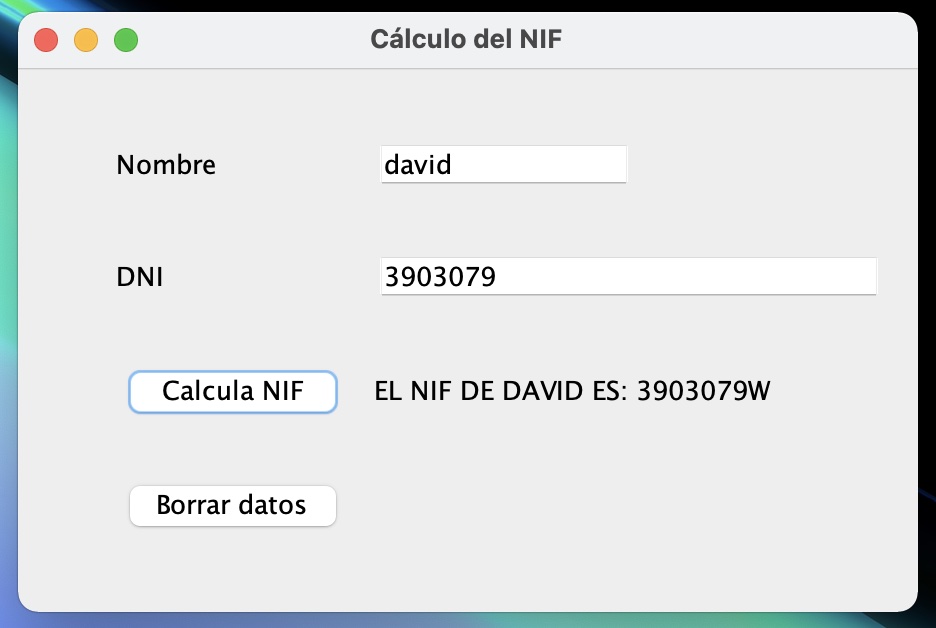 Cálculo del NIF
Nombre david
DNI 3903079
Calcula NIF EL NIF DE DAVID ES: 3903079W
Borrar datos